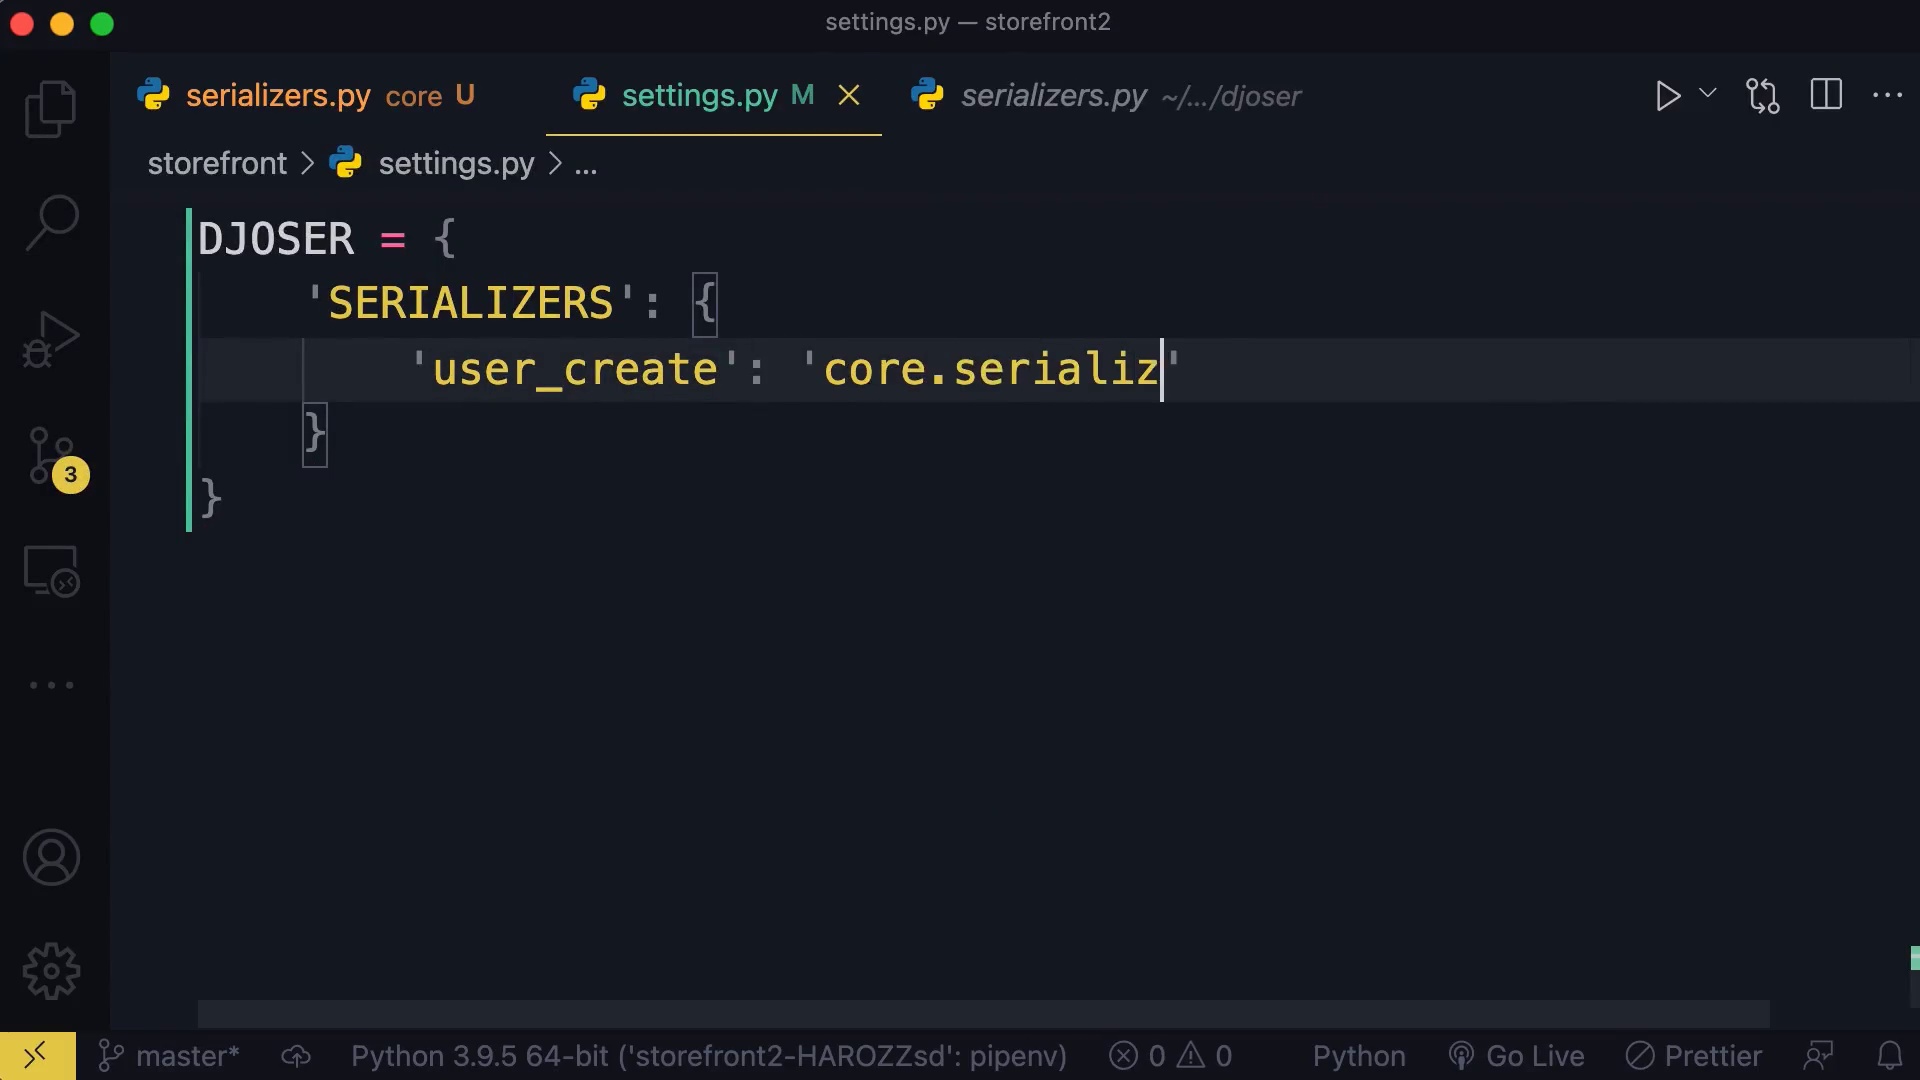 settings.py — storefront2
serializers.py core U settings.py M serializers.py ~/.../djoser
storefront > settings.py > ...
DJOSER = {
    'SERIALIZERS': {
        'user_create': 'core.serializ'
    }
}
3
master* Python 3.9.5 64-bit ('storefront2-HAROZZsd': pipenv) 0 0 Python Go Live Prettier